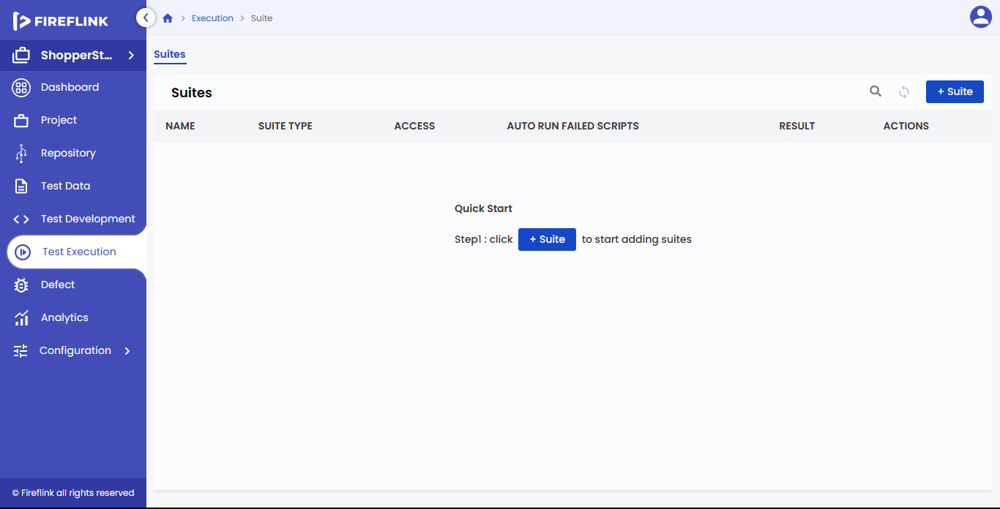 FIREFLINK
ShopperSt...
Dashboard
Project
Repository
Test Data
Test Development
Test Execution
Defect
Analytics
Configuration
© Fireflink all rights reserved
Execution > Suite
Suites
Suites
+ Suite
NAME SUITE TYPE ACCESS AUTO RUN FAILED SCRIPTS RESULT ACTIONS
Quick Start
Step1 : click + Suite to start adding suites